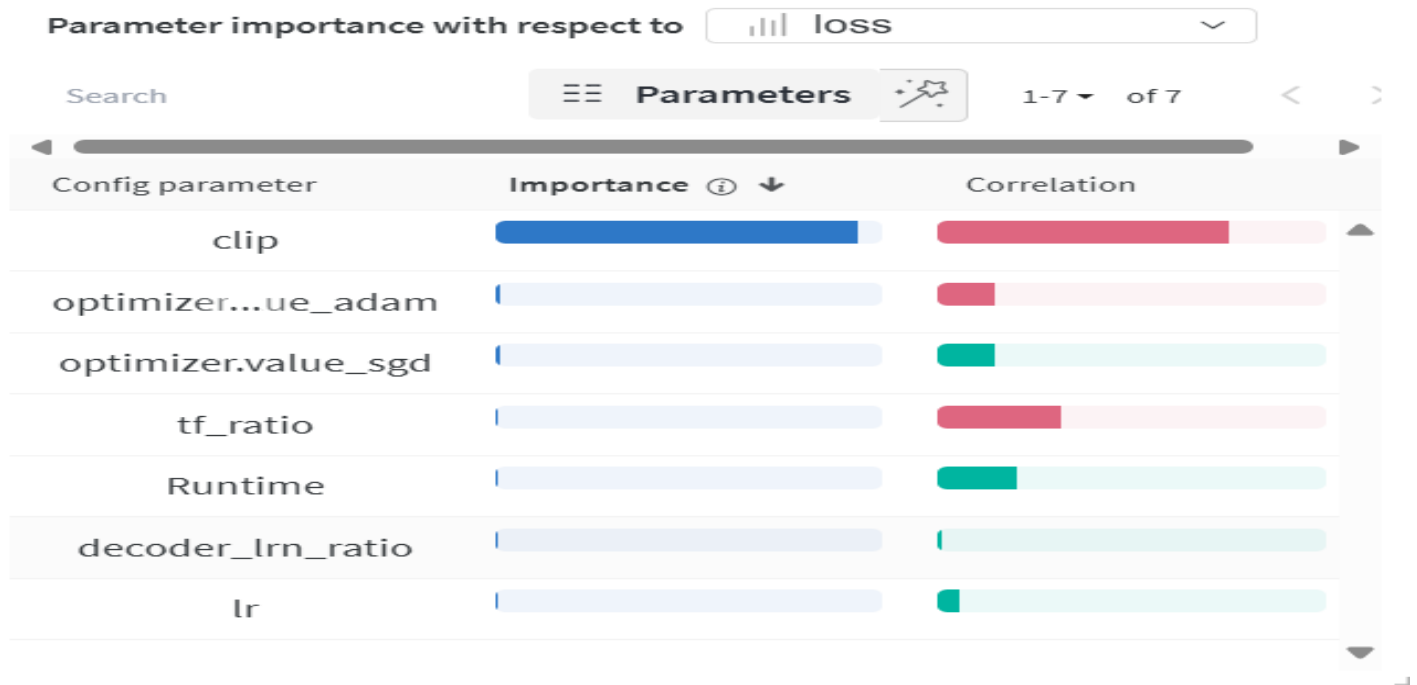 Parameter importance with respect to loss
Search Parameters 1-7 of 7
Config parameter Importance Correlation
clip
optimizer...ue_adam
optimizer.value_sgd
tf_ratio
Runtime
decoder_lrn_ratio
lr